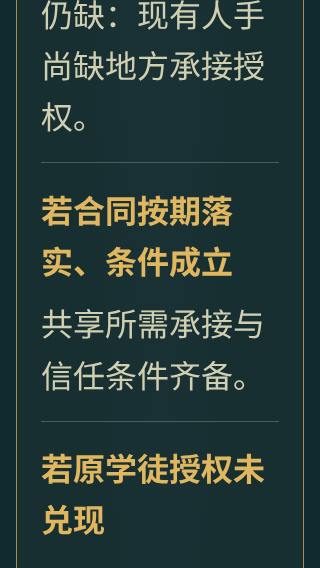 仍缺：现有人手
尚缺地方承接授
权。
若合同按期落
实、条件成立
共享所需承接与
信任条件齐备。
若原学徒授权未
兑现